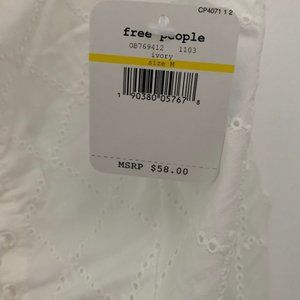 CP4071 1 2
free people
OB769412 1103
ivory
size M
1 90380 05767 8
MSRP $58.00